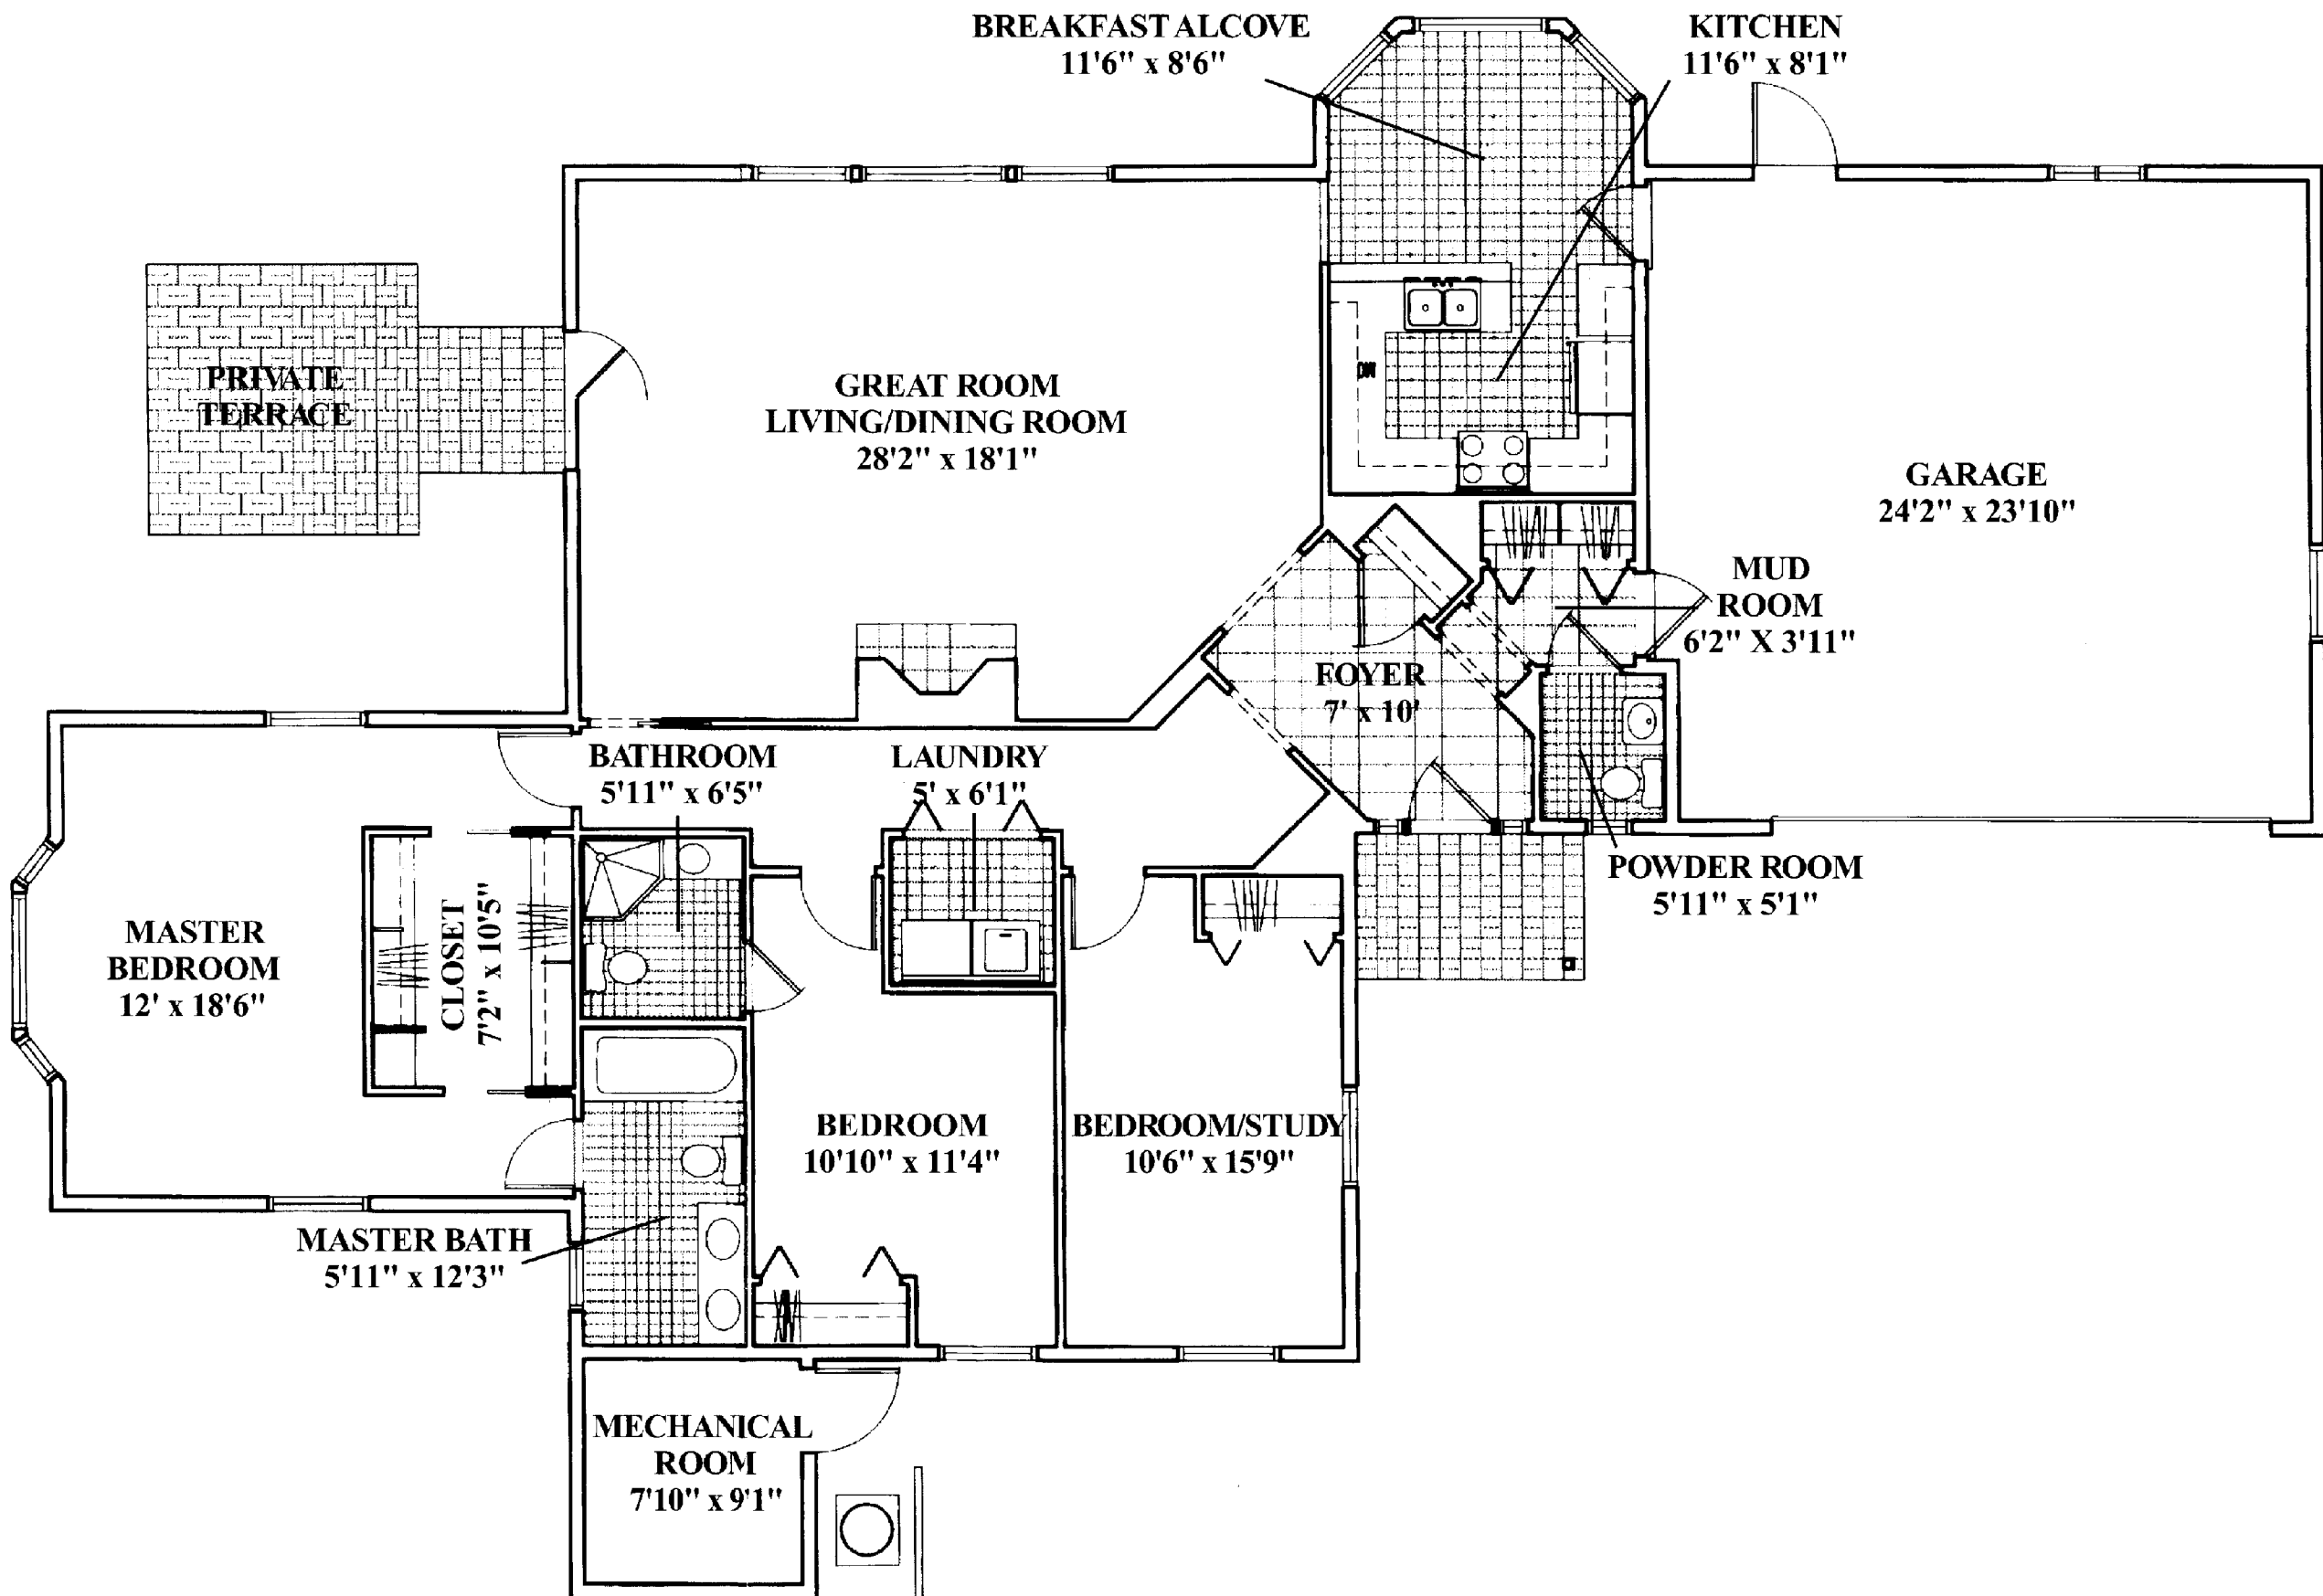 BREAKFAST ALCOVE
11'6" x 8'6"
KITCHEN
11'6" x 8'1"
PRIVATE
TERRACE
GREAT ROOM
LIVING/DINING ROOM
28'2" x 18'1"
DW
GARAGE
24'2" x 23'10"
MUD
ROOM
6'2" X 3'11"
FOYER
7' x 10'
BATHROOM
5'11" x 6'5"
LAUNDRY
5' x 6'1"
POWDER ROOM
5'11" x 5'1"
MASTER
BEDROOM
12' x 18'6"
CLOSET
7'2" x 10'5"
BEDROOM
10'10" x 11'4"
BEDROOM/STUDY
10'6" x 15'9"
MASTER BATH
5'11" x 12'3"
MECHANICAL
ROOM
7'10" x 9'1"